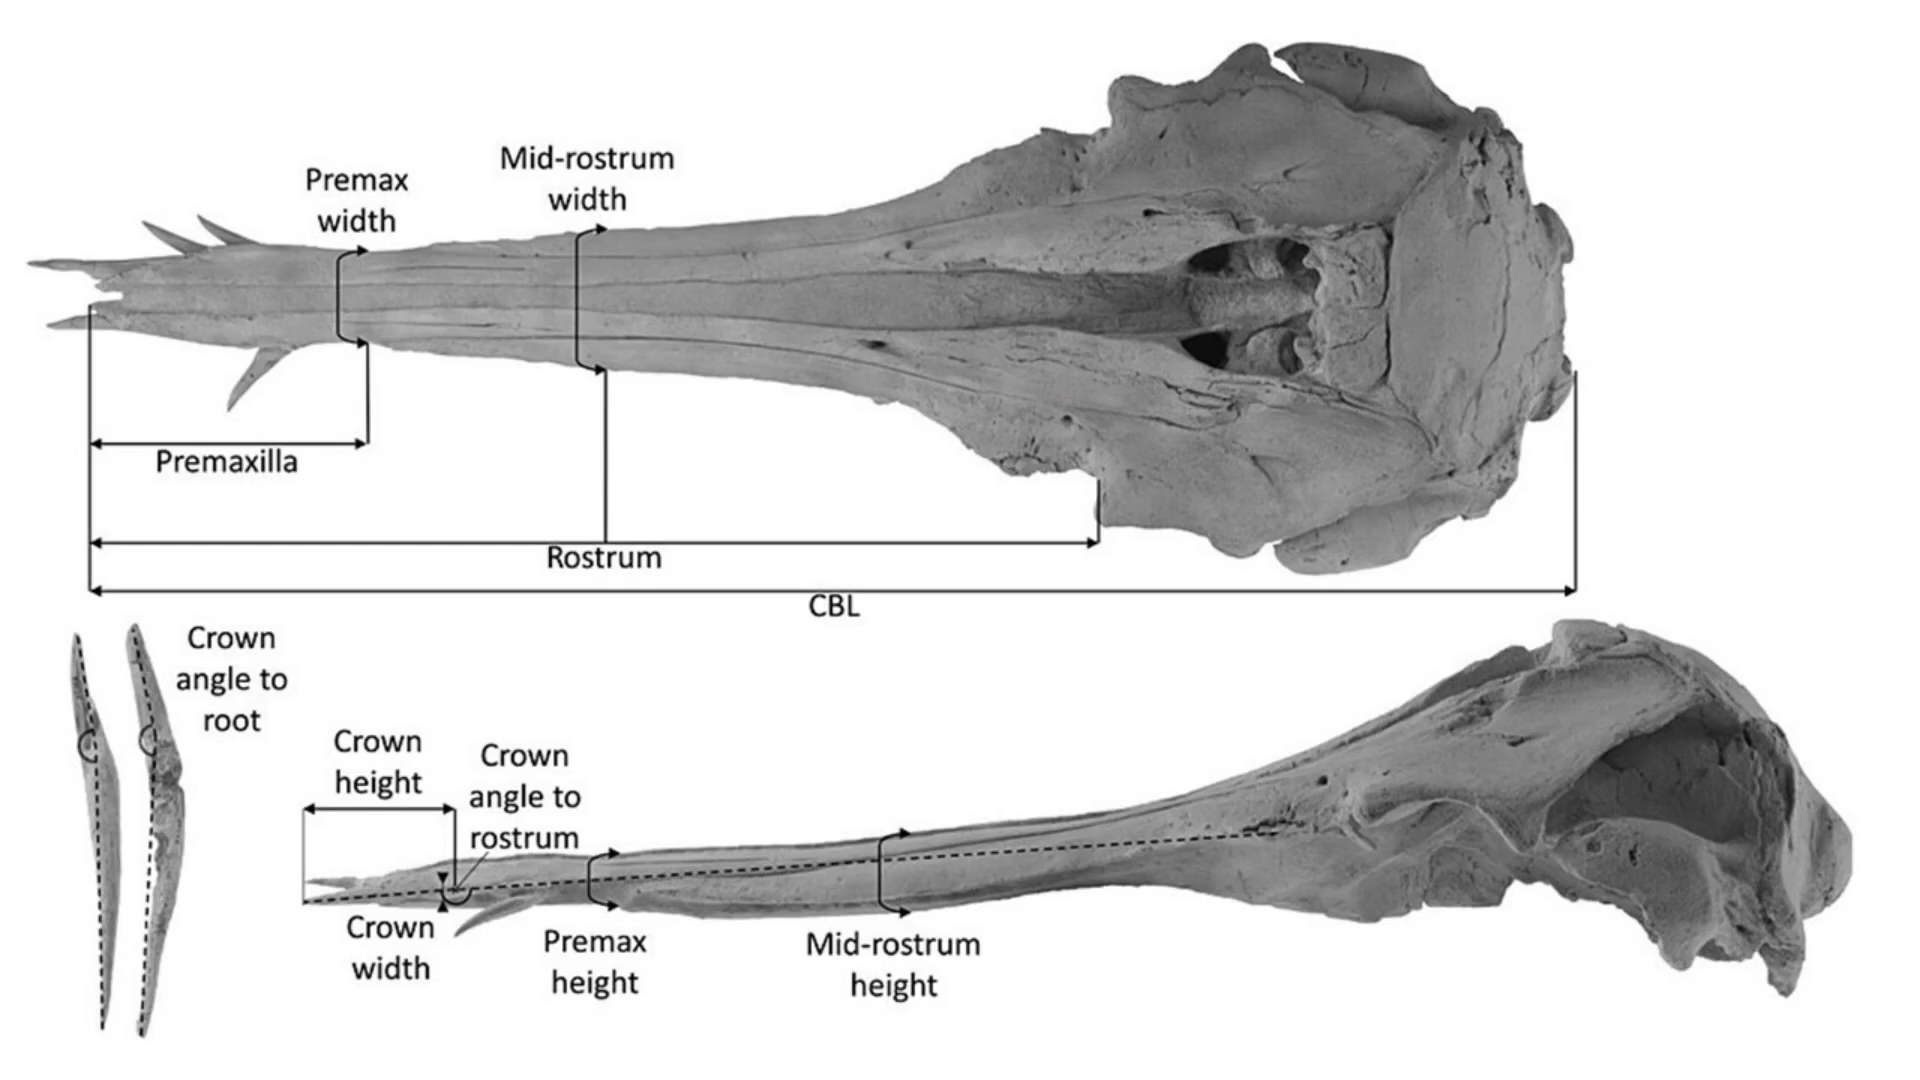 Premax
width
Mid-rostrum
width
Premaxilla
Rostrum
CBL
Crown
angle to
root
Crown
height
Crown
angle to
rostrum
Crown
width
Premax
height
Mid-rostrum
height